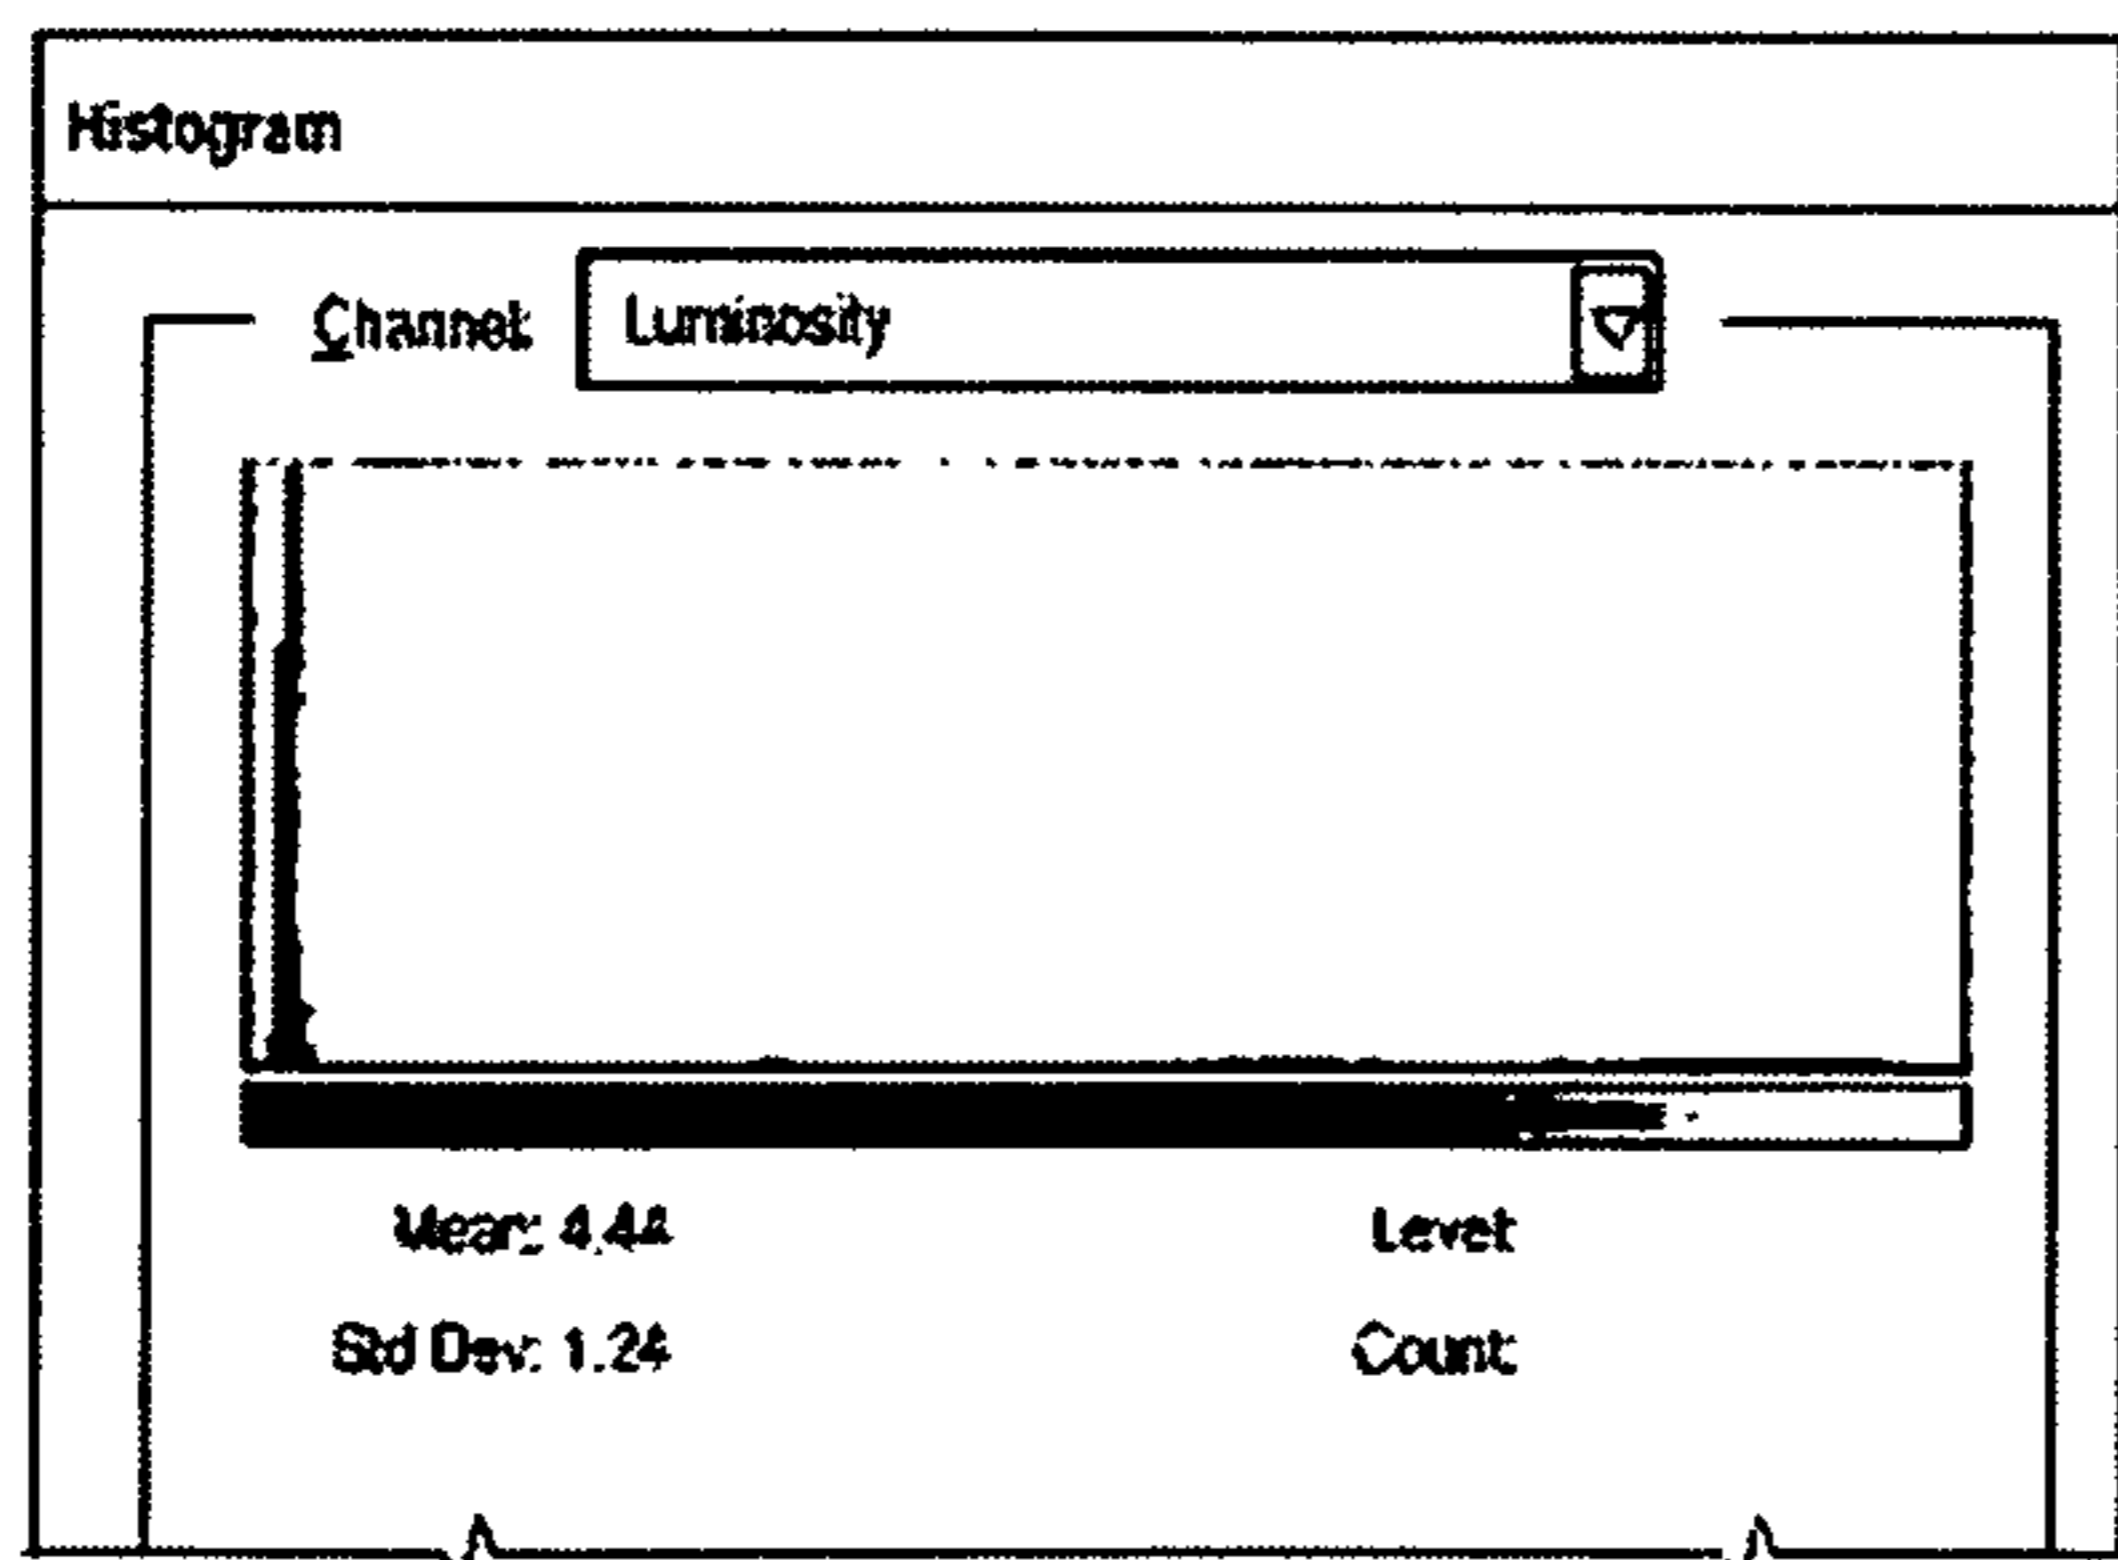 Histogram
Channel: Luminosity
Mean: 4.44 Level:
Std Dev: 1.24 Count: